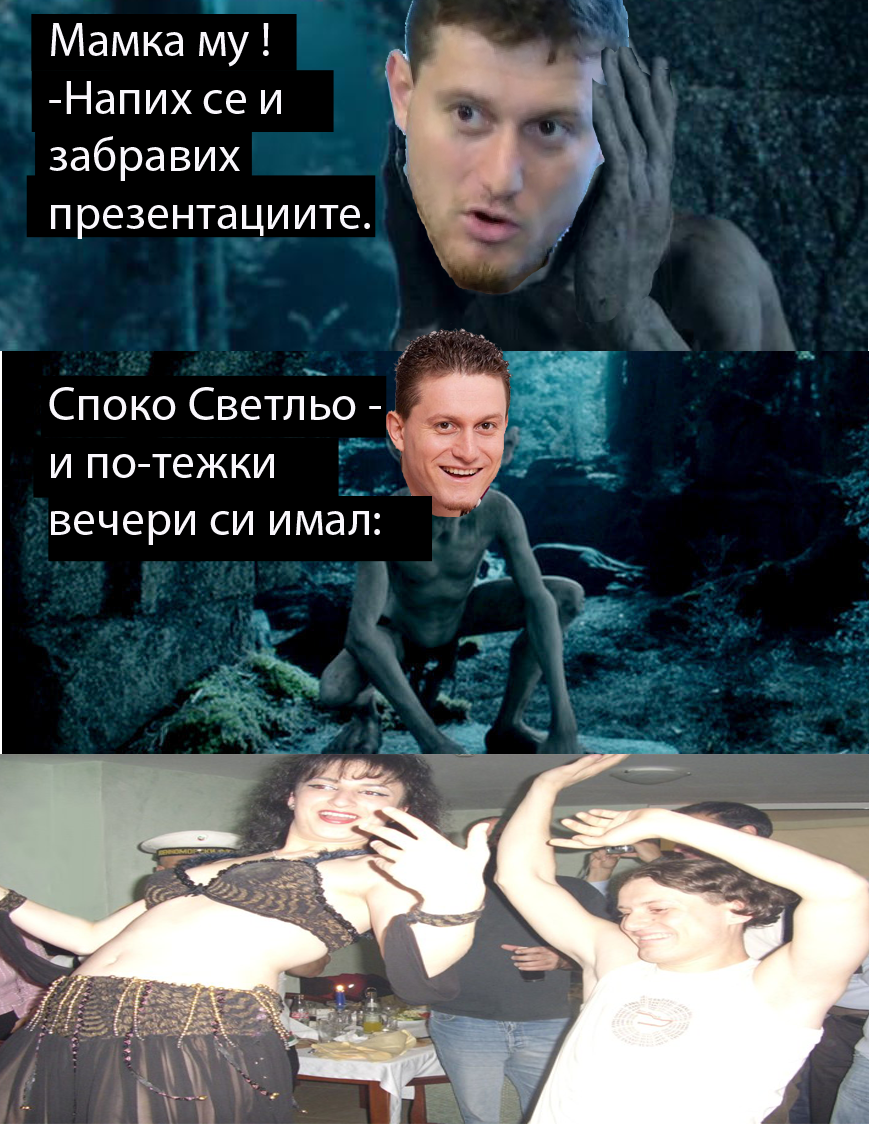 Мамка му !
-Напих се и
забравих
презентациите.
Споко Светльо -
и по-тежки
вечери си имал: